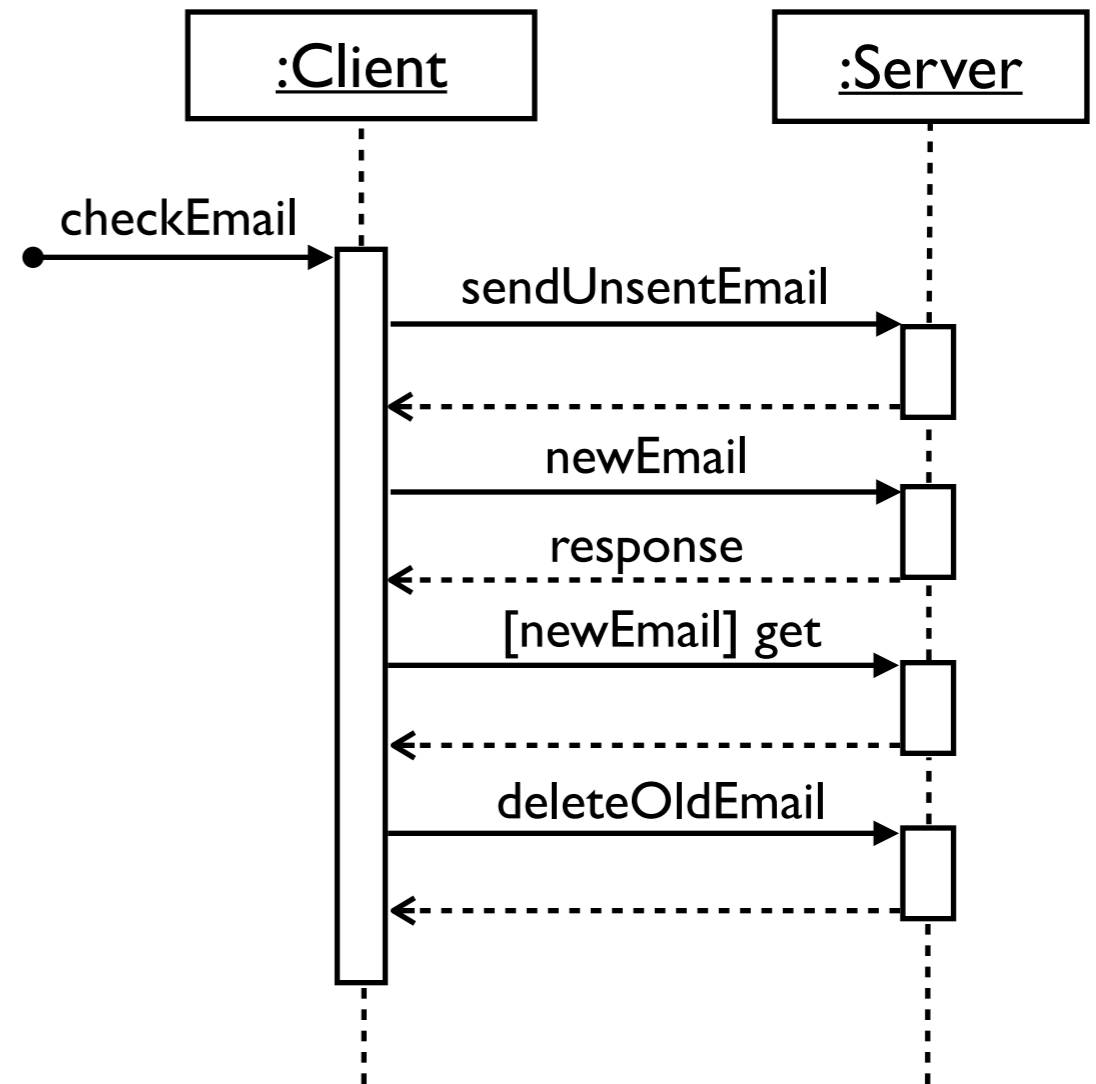 :Client
:Server
checkEmail
sendUnsentEmail
newEmail
response
[newEmail] get
deleteOldEmail